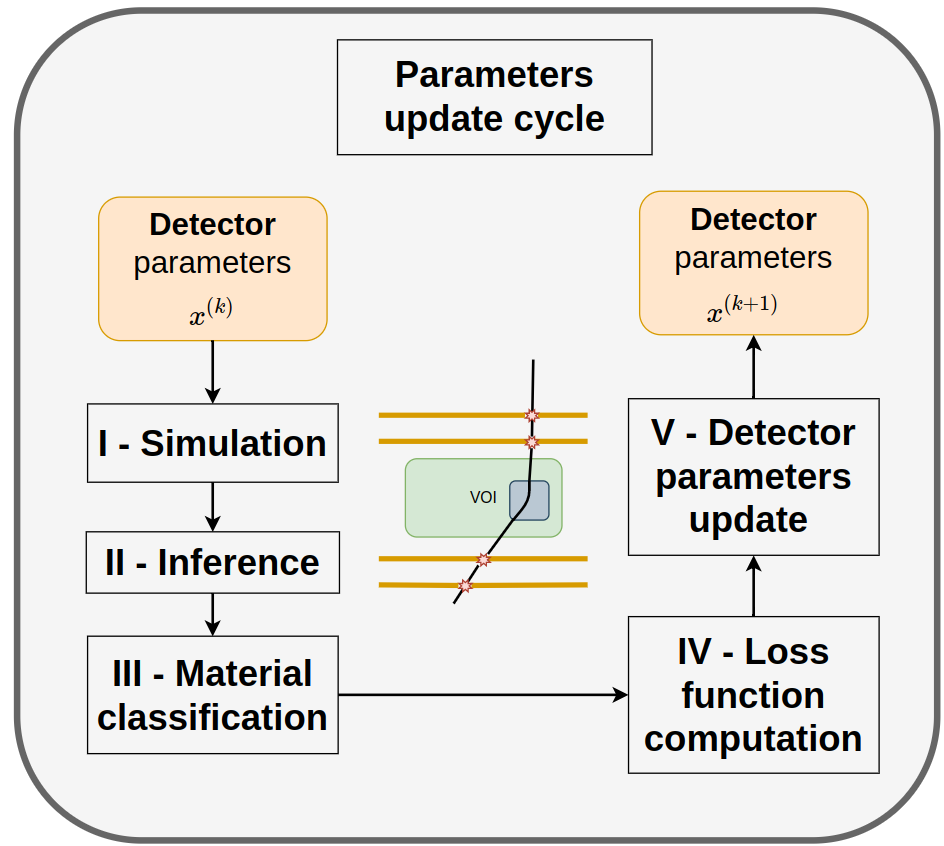 Parameters
update cycle
Detector
parameters
x^(k)
I - Simulation
II - Inference
III - Material
classification
VOI
IV - Loss
function
computation
V - Detector
parameters
update
Detector
parameters
x^(k+1)